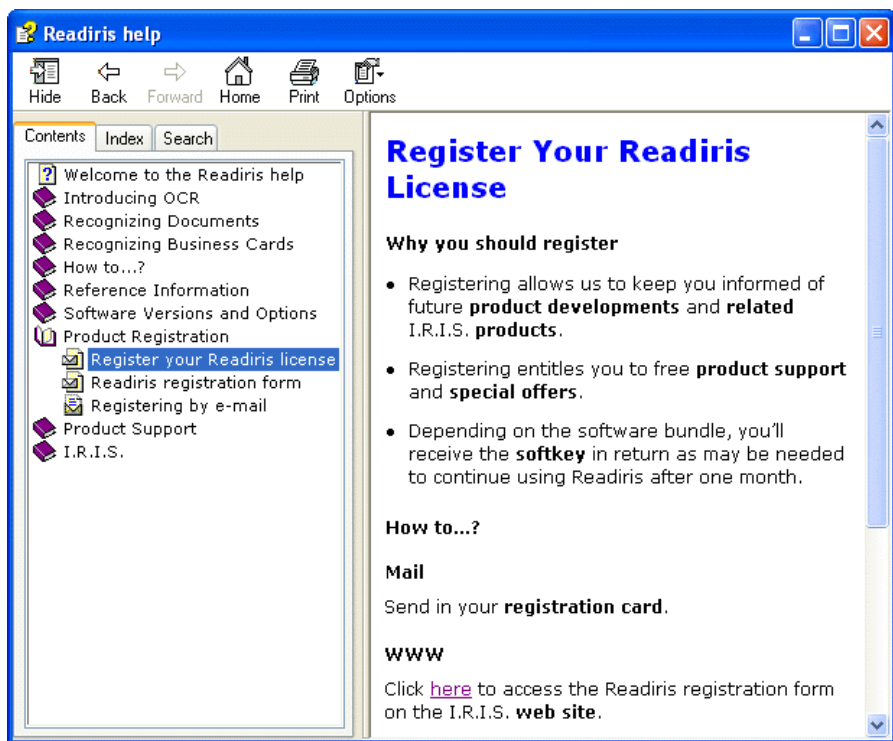 Readiris help
Hide Back Forward Home Print Options
Contents Index Search
Welcome to the Readiris help
Introducing OCR
Recognizing Documents
Recognizing Business Cards
How to...?
Reference Information
Software Versions and Options
Product Registration
Register your Readiris license
Readiris registration form
Registering by e-mail
Product Support
I.R.I.S.
Register Your Readiris
License
Why you should register
• Registering allows us to keep you informed of
future product developments and related
I.R.I.S. products.
• Registering entitles you to free product support
and special offers.
• Depending on the software bundle, you'll
receive the softkey in return as may be needed
to continue using Readiris after one month.
How to...?
Mail
Send in your registration card.
WWW
Click here to access the Readiris registration form
on the I.R.I.S. web site.